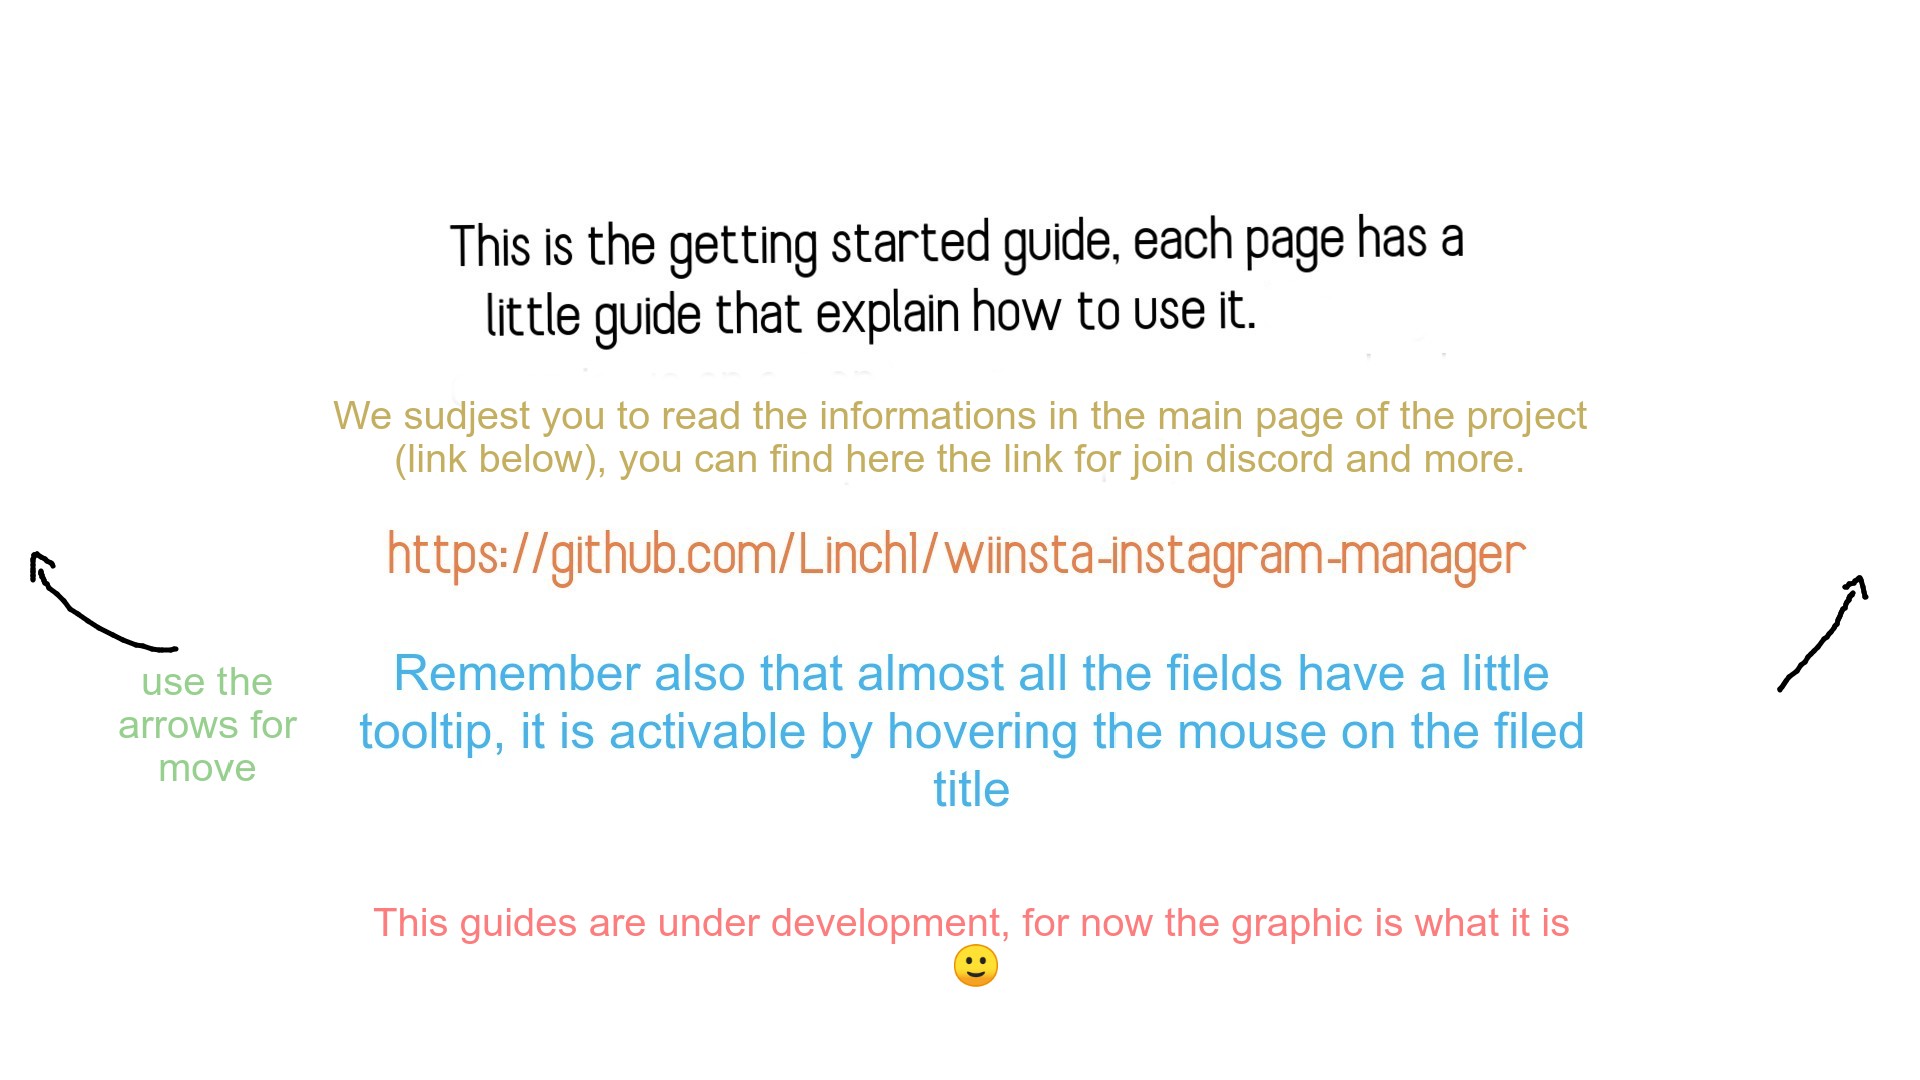 This is the getting started guide, each page has a
little guide that explain how to use it.
We sudjest you to read the informations in the main page of the project
(link below), you can find here the link for join discord and more.
https://github.com/Linch1/wiinsta-instagram-manager
use the
arrows for
move
Remember also that almost all the fields have a little
tooltip, it is activable by hovering the mouse on the filed
title
This guides are under development, for now the graphic is what it is
🙂